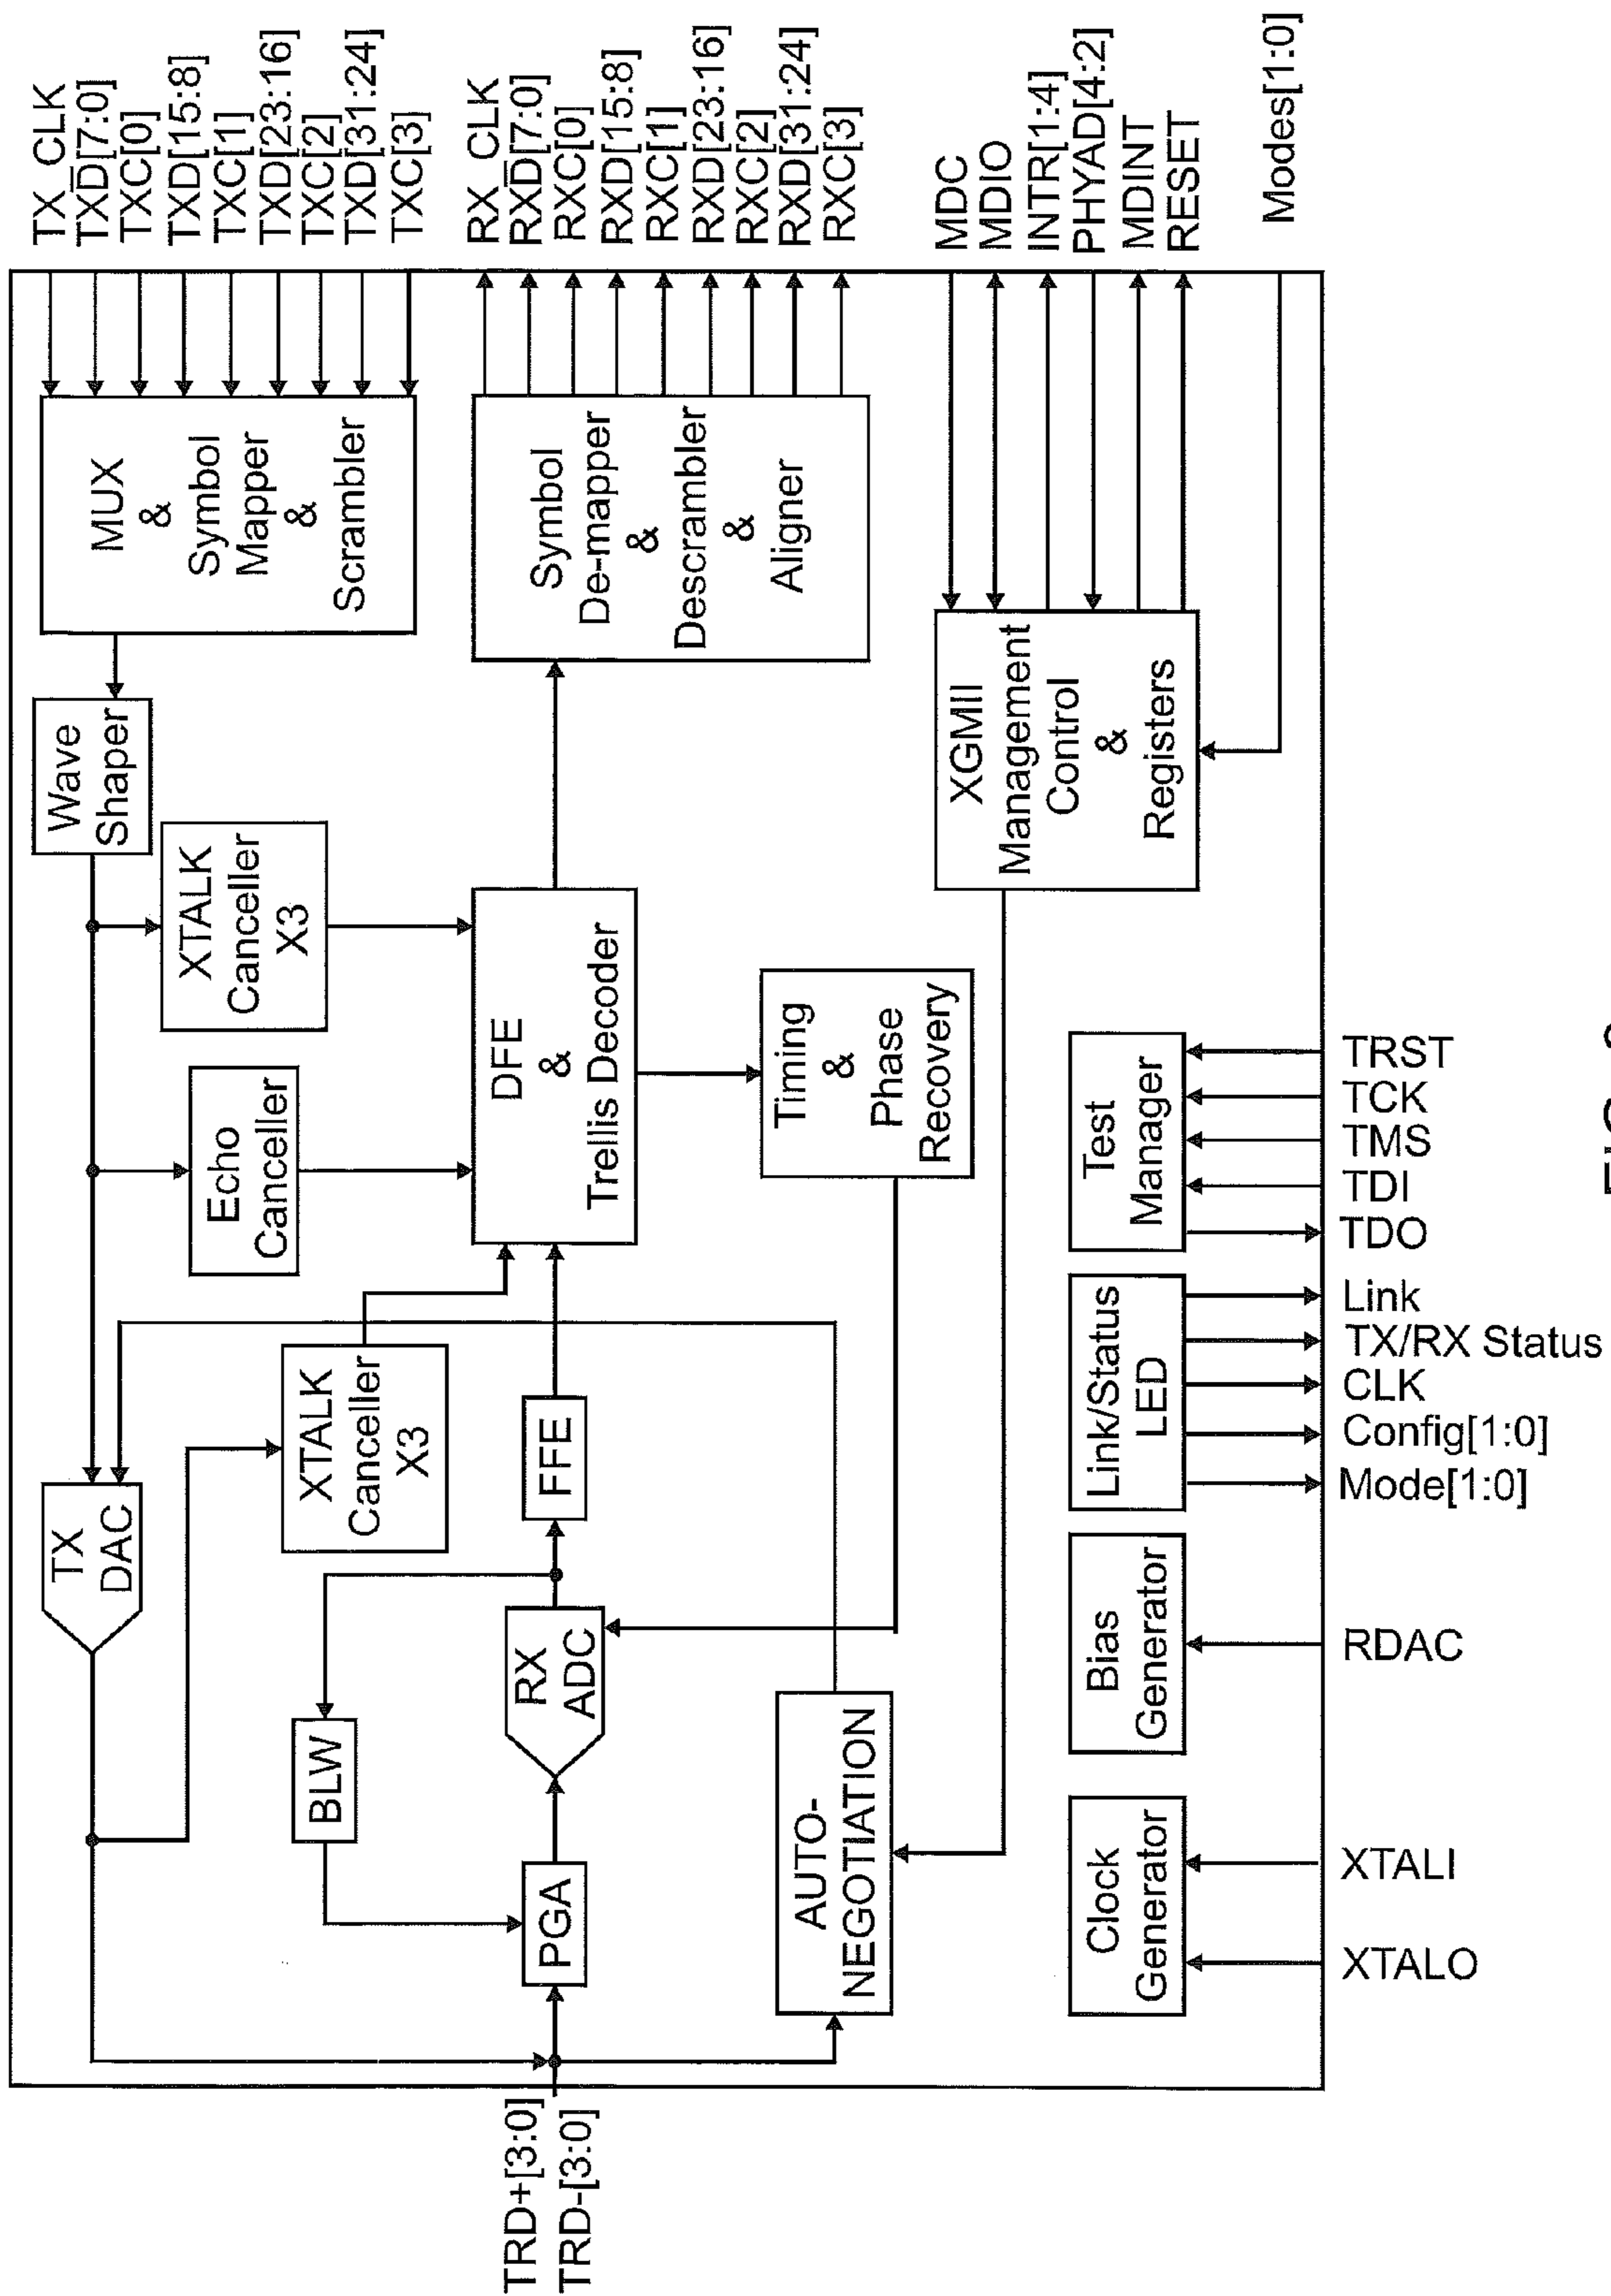 TX_CLK
TXD[7:0]
TXC[0]
TXD[15:8]
TXC[1]
TXD[23:16]
TXC[2]
TXD[31:24]
TXC[3]
RX_CLK
RXD[7:0]
RXC[0]
RXD[15:8]
RXC[1]
RXD[23:16]
RXC[2]
RXD[31:24]
RXC[3]
MDC
MDIO
INTR[1:4]
PHYAD[4:2]
MDINT
RESET
Modes[1:0]
MUX
&
Symbol
Mapper
&
Scrambler
Symbol
De-mapper
&
Descrambler
&
Aligner
XGMII
Management
Control
&
Registers
Wave
Shaper
XTALK
Canceller
X3
Echo
Canceller
DFE
&
Trellis Decoder
Timing
&
Phase
Recovery
TX
DAC
XTALK
Canceller
X3
FFE
RX
ADC
BLW
PGA
AUTO-
NEGOTIATION
TRD+[3:0]
TRD-[3:0]
Test
Manager
Link/Status
LED
Bias
Generator
Clock
Generator
TRST
TCK
TMS
TDI
TDO
Link
TX/RX Status
CLK
Config[1:0]
Mode[1:0]
RDAC
XTALI
XTALO